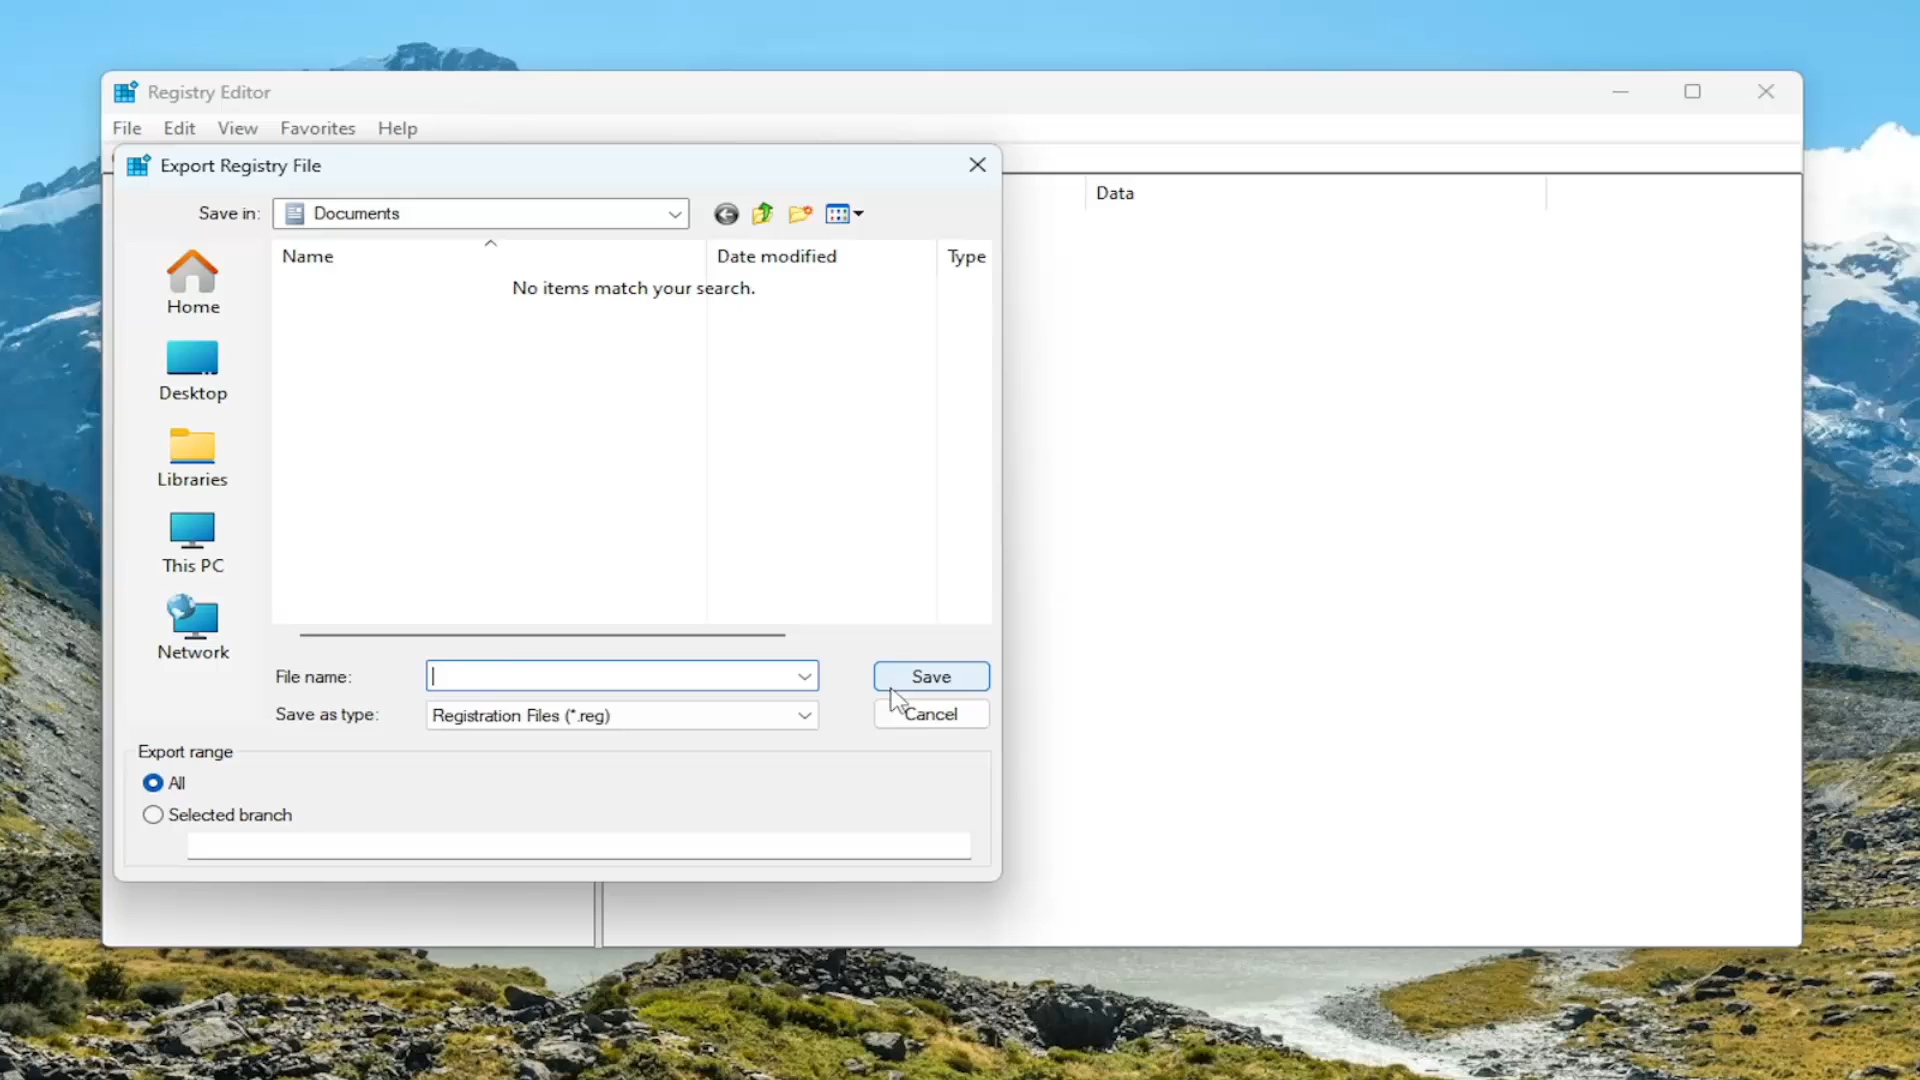 Registry Editor
File Edit View Favorites Help
Export Registry File
Data
Save in: Documents
Name Date modified Type
No items match your search.
Home
Desktop
Libraries
This PC
Network
File name: Save
Save as type: Registration Files (*.reg) Cancel
Export range
All
Selected branch